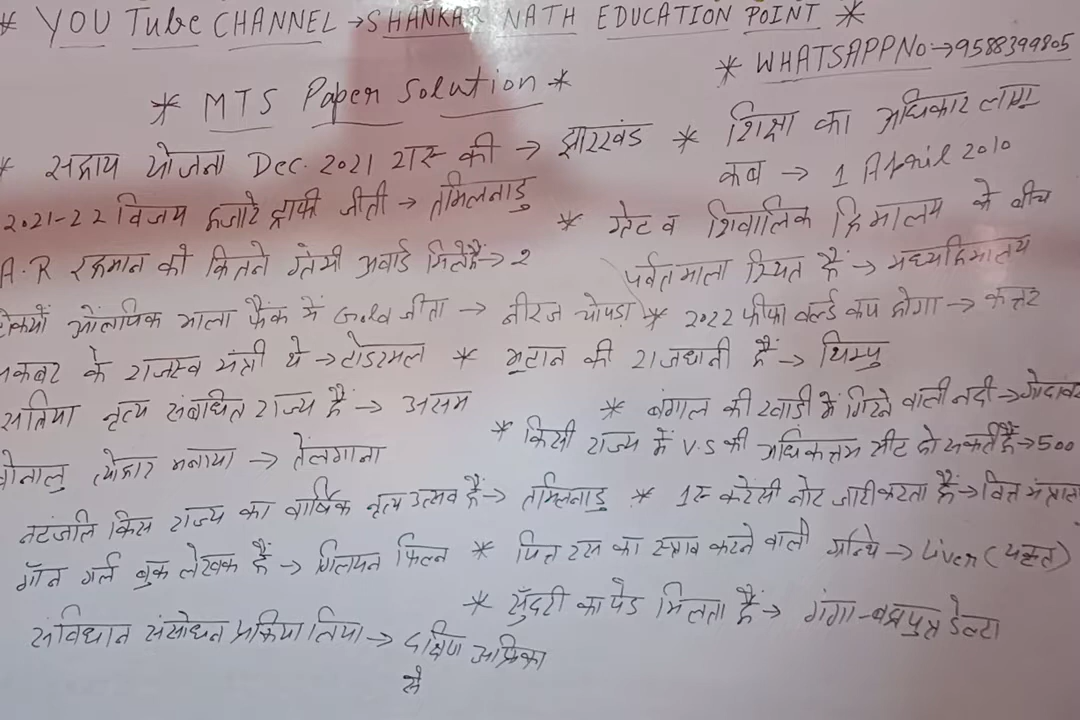 * YOU TUBE CHANNEL → SHANKAR NATH EDUCATION POINT *
* WHATSAPP NO → 9588399805
* MTS Paper Solution *
* सहाय योजना Dec. 2021 शुरू की → झारखंड
* शिक्षा का अधिकार लागु
कब → 1 April 2010
2021-22 विजय हजारे ट्राफी जीती → तमिलनाडु
* ग्रेट व शिवालिक हिमालय के बीच
पर्वतमाला स्थित हैं → मध्यहिमालय
A.R रहमान को कितने ग्रेमी अवार्ड मिले हैं → 2
ओलंपिक भाला फैंक में Gold जीता → नीरज चोपड़ा
* 2022 फीफा वर्ल्ड कप होगा → कतर
के राजस्व मंत्री थे → टोडरमल
* भूटान की राजधानी हैं → थिम्पु
सतिया नृत्य संबधित राज्य हैं → असम
* बंगाल की खाड़ी में गिरने वाली नदी →
त्योहार मनाया → तेलगाना
* किसी राज्य में V.S की अधिकतम सीट हो सकती हैं → 500
नटंजलि किस राज्य का वार्षिक नृत्य उत्सव हैं → तमिलनाडु
* 1रु करेंसी नोट जारी करता हैं → वित्त
गॉन गर्ल बुक लेखक हैं → गिलियन फिल्न
* पित्त रस का स्त्राव करने वाली ग्रन्थि → Liver (यकृत)
* सुँदरी का पेड मिलता हैं → गंगा-ब्रह्मपुत्र डेल्टा
संविधान संसोधन प्रक्रिया लिया → दक्षिण अफ्रिका
से